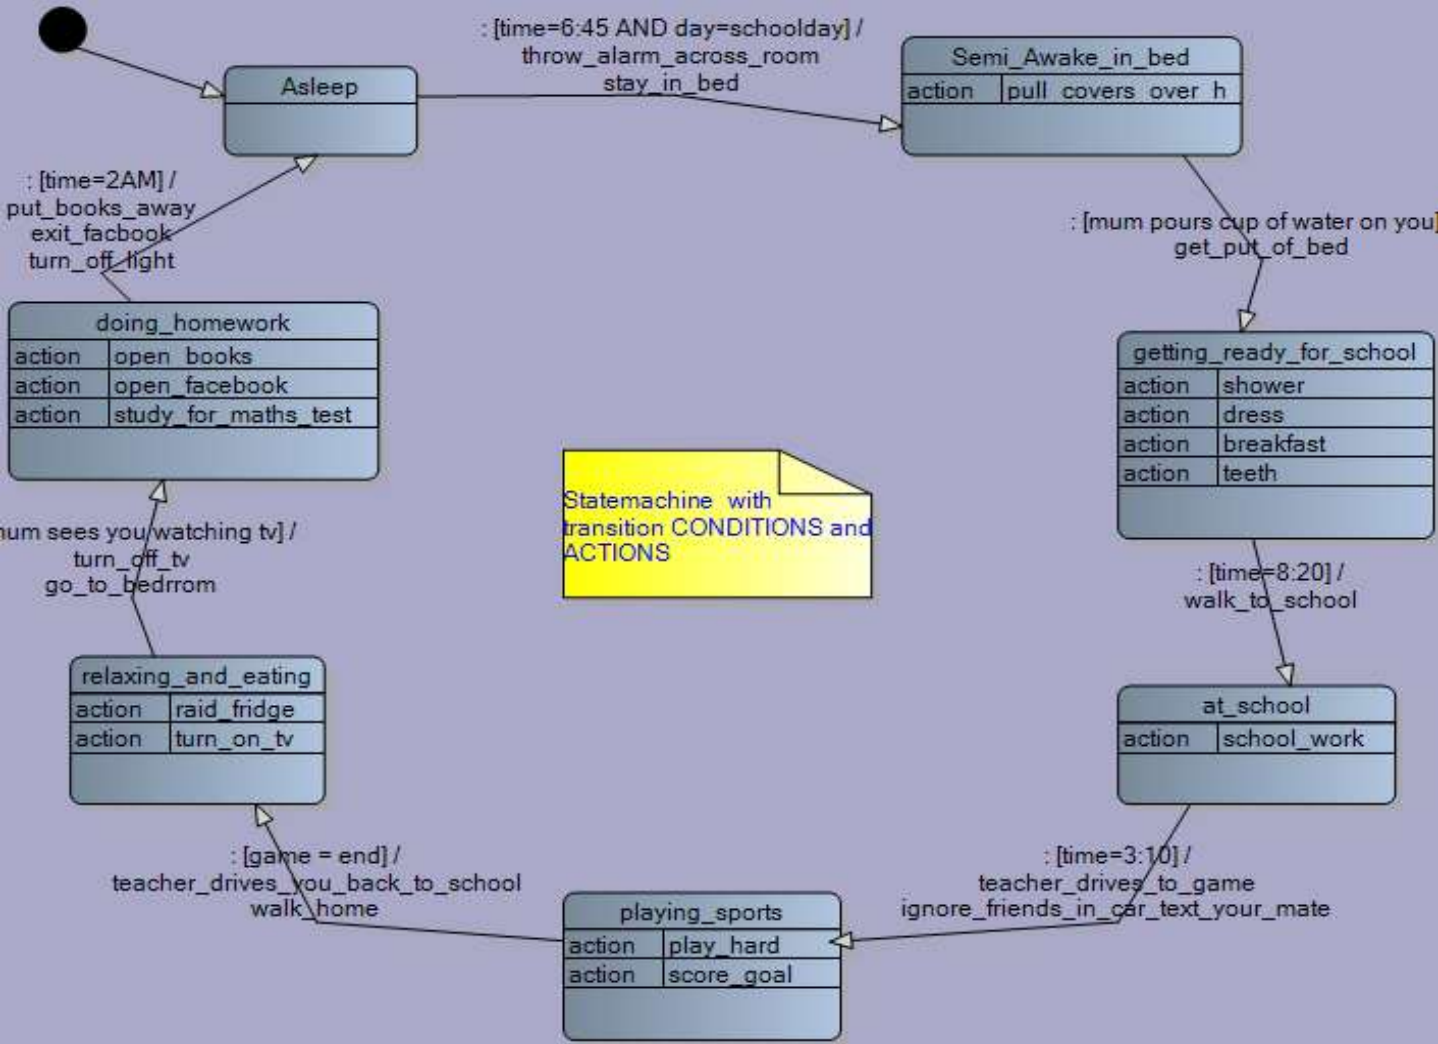 : [time=6:45 AND day=schoolday] /
throw_alarm_across_room
stay_in_bed
Asleep
Semi_Awake_in_bed
action pull_covers_over_h
: [time=2AM] /
put_books_away
exit_facbook
turn_off_light
: [mum pours cup of water on you]
get_put_of_bed
doing_homework
action open_books
action open_facebook
action study_for_maths_test
getting_ready_for_school
action shower
action dress
action breakfast
action teeth
Statemachine with
transition CONDITIONS and
ACTIONS
mum sees you watching tv] /
turn_off_tv
go_to_bedrrom
: [time=8:20] /
walk_to_school
relaxing_and_eating
action raid_fridge
action turn_on_tv
at_school
action school_work
: [game = end] /
teacher_drives_you_back_to_school
walk_home
: [time=3:10] /
teacher_drives_to_game
ignore_friends_in_car_text_your_mate
playing_sports
action play_hard
action score_goal